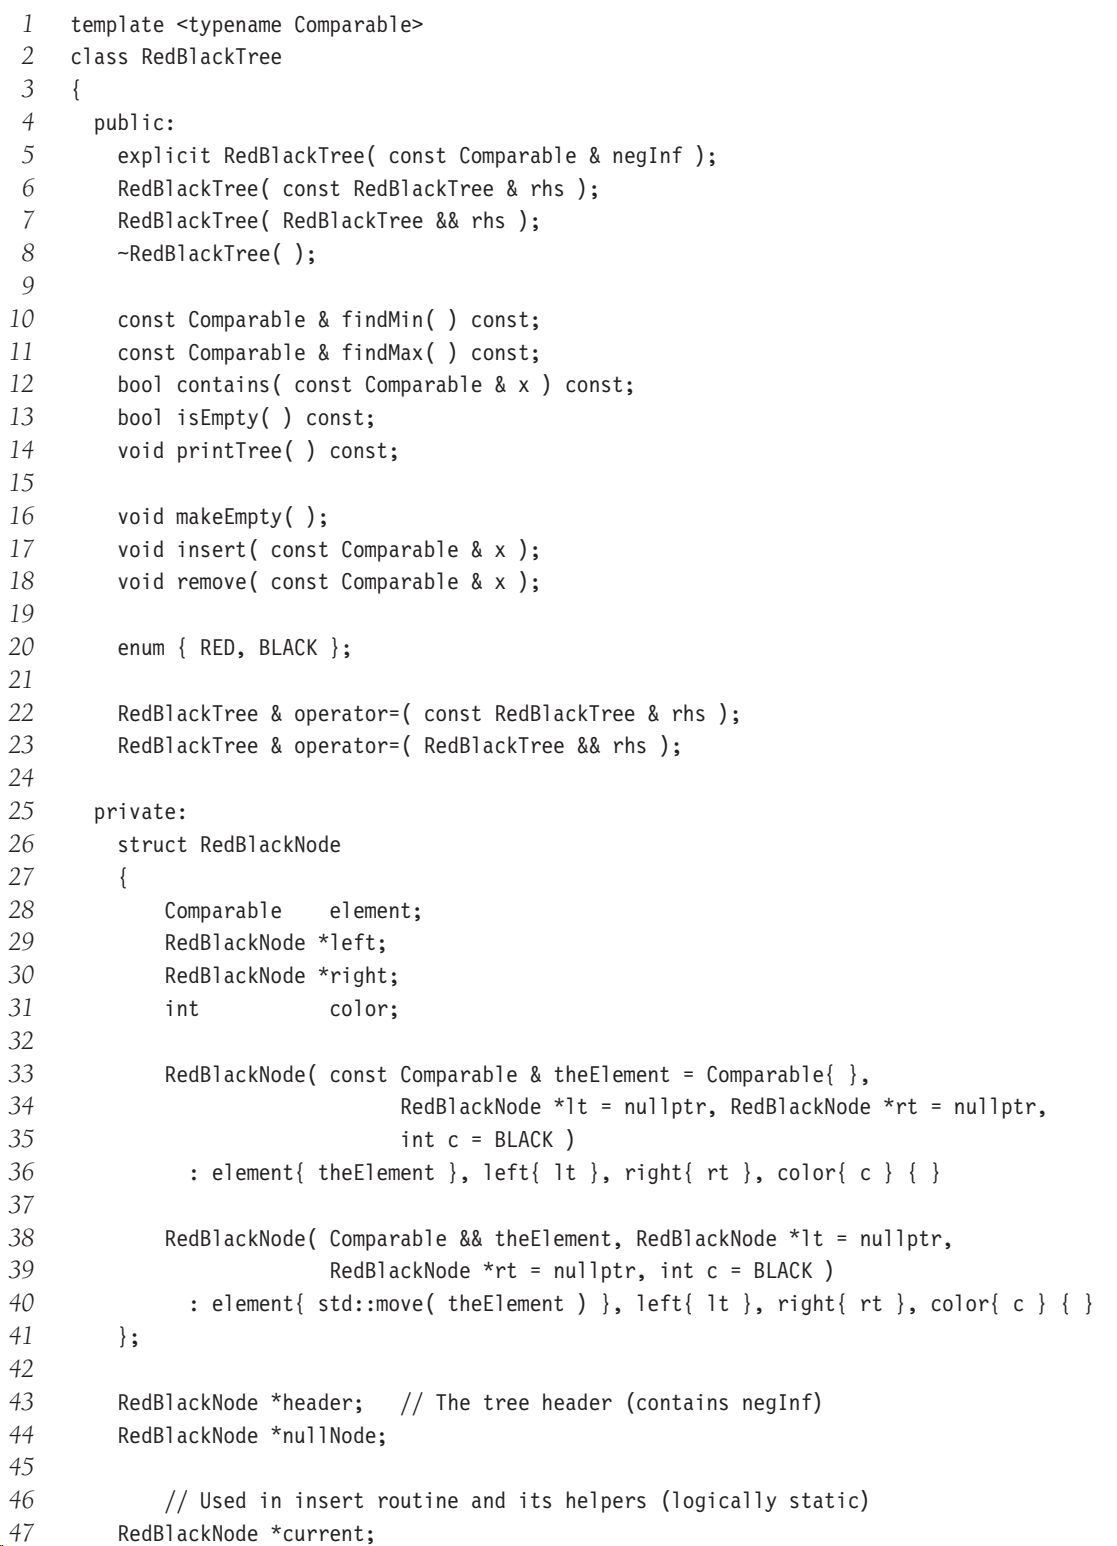 1 template <typename Comparable>
2 class RedBlackTree
3 {
4 public:
5 explicit RedBlackTree( const Comparable & negInf );
6 RedBlackTree( const RedBlackTree & rhs );
7 RedBlackTree( RedBlackTree && rhs );
8 ~RedBlackTree( );
9
10 const Comparable & findMin( ) const;
11 const Comparable & findMax( ) const;
12 bool contains( const Comparable & x ) const;
13 bool isEmpty( ) const;
14 void printTree( ) const;
15
16 void makeEmpty( );
17 void insert( const Comparable & x );
18 void remove( const Comparable & x );
19
20 enum { RED, BLACK };
21
22 RedBlackTree & operator=( const RedBlackTree & rhs );
23 RedBlackTree & operator=( RedBlackTree && rhs );
24
25 private:
26 struct RedBlackNode
27 {
28 Comparable element;
29 RedBlackNode *left;
30 RedBlackNode *right;
31 int color;
32
33 RedBlackNode( const Comparable & theElement = Comparable{ },
34 RedBlackNode *lt = nullptr, RedBlackNode *rt = nullptr,
35 int c = BLACK )
36 : element{ theElement }, left{ lt }, right{ rt }, color{ c } { }
37
38 RedBlackNode( Comparable && theElement, RedBlackNode *lt = nullptr,
39 RedBlackNode *rt = nullptr, int c = BLACK )
40 : element{ std::move( theElement ) }, left{ lt }, right{ rt }, color{ c } { }
41 };
42
43 RedBlackNode *header; // The tree header (contains negInf)
44 RedBlackNode *nullNode;
45
46 // Used in insert routine and its helpers (logically static)
47 RedBlackNode *current;